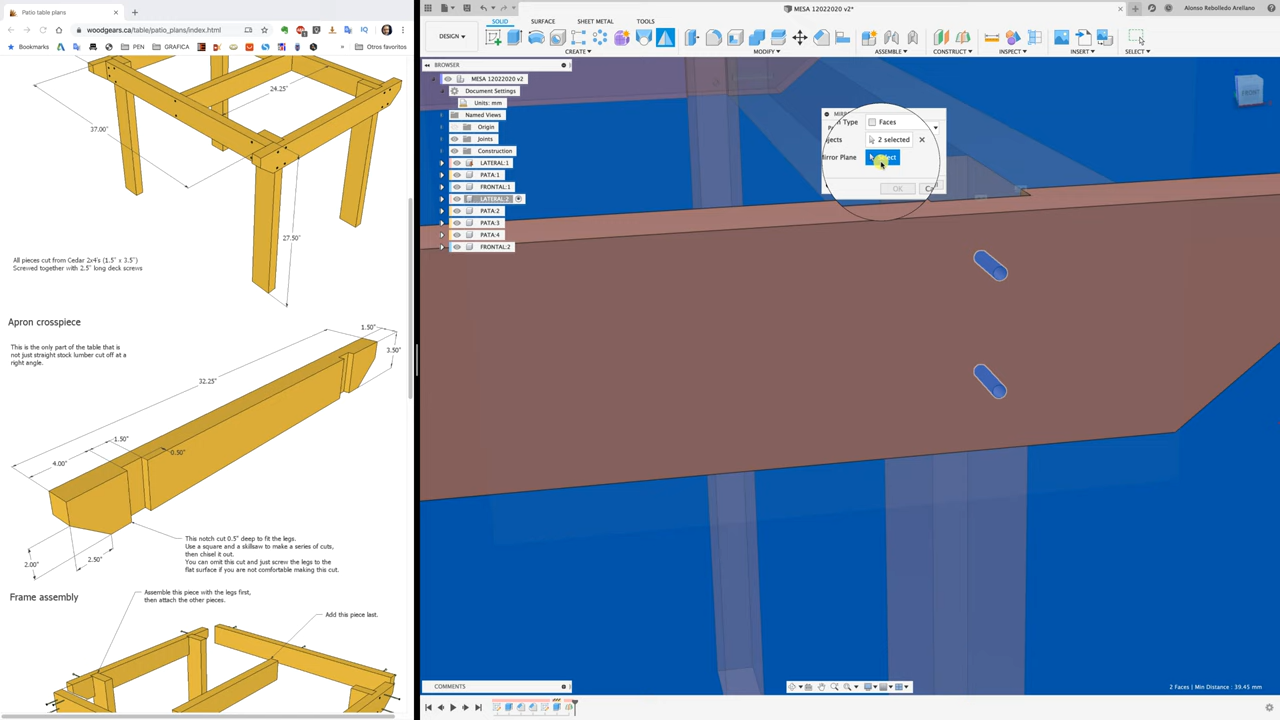 Patio table plans
woodgears.ca/table/patio_plans/index.html
Bookmarks
PEN
GRAFICA
IQ
Otros favoritos
24.25"
37.00"
27.50"
All pieces cut from Cedar 2x4's (1.5" x 3.5")
Screwed together with 2.5" long deck screws
Apron crosspiece
This is the only part of the table that is
not just straight stock lumber cut off at a
right angle.
1.50"
3.50"
32.25"
1.50"
4.00"
0.50"
2.00"
2.50"
This notch cut 0.5" deep to fit the legs.
Use a square and a skillsaw to make a series of cuts,
then chisel it out.
You can omit this cut and just screw the legs to the
flat surface if you are not comfortable making this cut.
Frame assembly
Assemble this piece with the legs first,
then attach the other pieces.
Add this piece last.
MESA 12022020 v2*
Alonso Rebolledo Arellano
DESIGN
SOLID
SURFACE
SHEET METAL
TOOLS
CREATE
MODIFY
ASSEMBLE
CONSTRUCT
INSPECT
INSERT
SELECT
BROWSER
MESA 12022020 v2
Document Settings
Units: mm
Named Views
Origin
Joints
Construction
LATERAL:1
PATA:1
FRONTAL:1
LATERAL:2
PATA:2
PATA:3
PATA:4
FRONTAL:2
Type
Faces
2 selected
Mirror Plane
OK
FRONT
COMMENTS
2 Faces | Min Distance : 39.45 mm